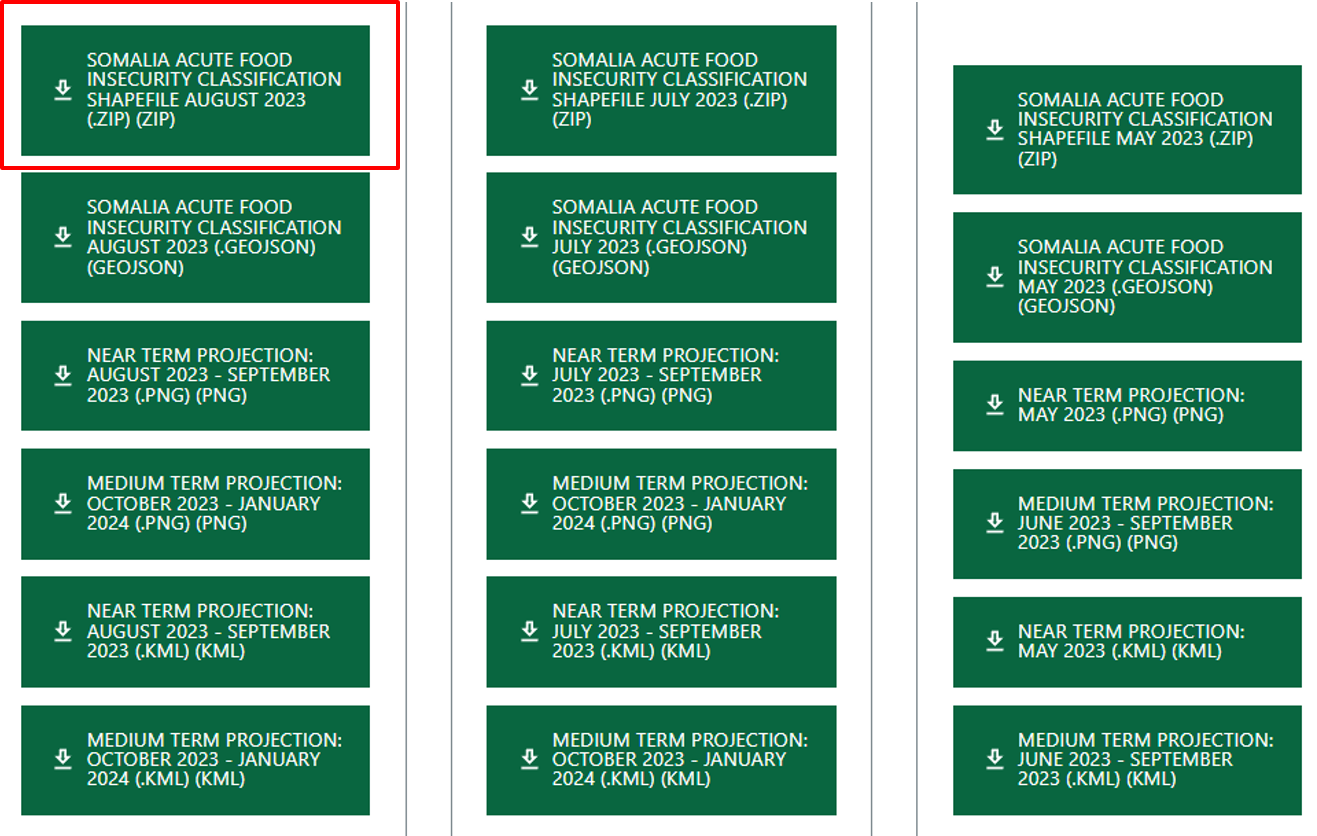 SOMALIA ACUTE FOOD
INSECURITY CLASSIFICATION
SHAPEFILE AUGUST 2023
(.ZIP) (ZIP)
SOMALIA ACUTE FOOD
INSECURITY CLASSIFICATION
AUGUST 2023 (.GEOJSON)
(GEOJSON)
NEAR TERM PROJECTION:
AUGUST 2023 - SEPTEMBER
2023 (.PNG) (PNG)
MEDIUM TERM PROJECTION:
OCTOBER 2023 - JANUARY
2024 (.PNG) (PNG)
NEAR TERM PROJECTION:
AUGUST 2023 - SEPTEMBER
2023 (.KML) (KML)
MEDIUM TERM PROJECTION:
OCTOBER 2023 - JANUARY
2024 (.KML) (KML)
SOMALIA ACUTE FOOD
INSECURITY CLASSIFICATION
SHAPEFILE JULY 2023 (.ZIP)
(ZIP)
SOMALIA ACUTE FOOD
INSECURITY CLASSIFICATION
JULY 2023 (.GEOJSON)
(GEOJSON)
NEAR TERM PROJECTION:
JULY 2023 - SEPTEMBER
2023 (.PNG) (PNG)
MEDIUM TERM PROJECTION:
OCTOBER 2023 - JANUARY
2024 (.PNG) (PNG)
NEAR TERM PROJECTION:
JULY 2023 - SEPTEMBER
2023 (.KML) (KML)
MEDIUM TERM PROJECTION:
OCTOBER 2023 - JANUARY
2024 (.KML) (KML)
SOMALIA ACUTE FOOD
INSECURITY CLASSIFICATION
SHAPEFILE MAY 2023 (.ZIP)
(ZIP)
SOMALIA ACUTE FOOD
INSECURITY CLASSIFICATION
MAY 2023 (.GEOJSON)
(GEOJSON)
NEAR TERM PROJECTION:
MAY 2023 (.PNG) (PNG)
MEDIUM TERM PROJECTION:
JUNE 2023 - SEPTEMBER
2023 (.PNG) (PNG)
NEAR TERM PROJECTION:
MAY 2023 (.KML) (KML)
MEDIUM TERM PROJECTION:
JUNE 2023 - SEPTEMBER
2023 (.KML) (KML)